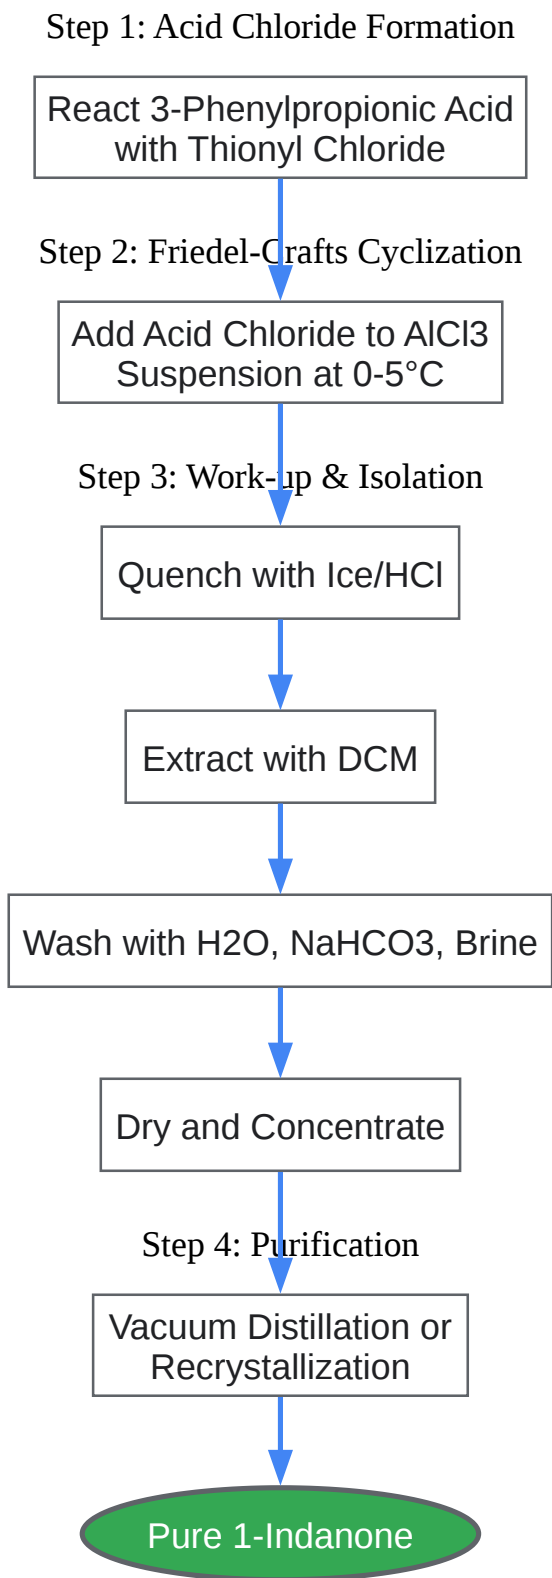 Step 1: Acid Chloride Formation
React 3-Phenylpropionic Acid
with Thionyl Chloride
Step 2: Friedel-Crafts Cyclization
Add Acid Chloride to AlCl3
Suspension at 0-5°C
Step 3: Work-up & Isolation
Quench with Ice/HCl
Extract with DCM
Wash with H2O, NaHCO3, Brine
Dry and Concentrate
Step 4: Purification
Vacuum Distillation or
Recrystallization
Pure 1-Indanone